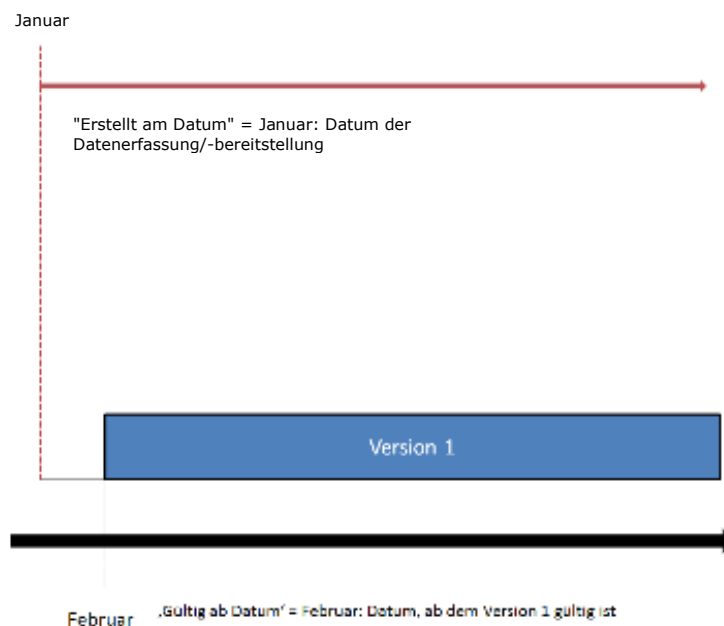 Januar
"Erstellt am Datum" = Januar: Datum der
Datenerfassung/-bereitstellung
Version 1
Februar ‚Gültig ab Datum‘ = Februar: Datum, ab dem Version 1 gültig ist